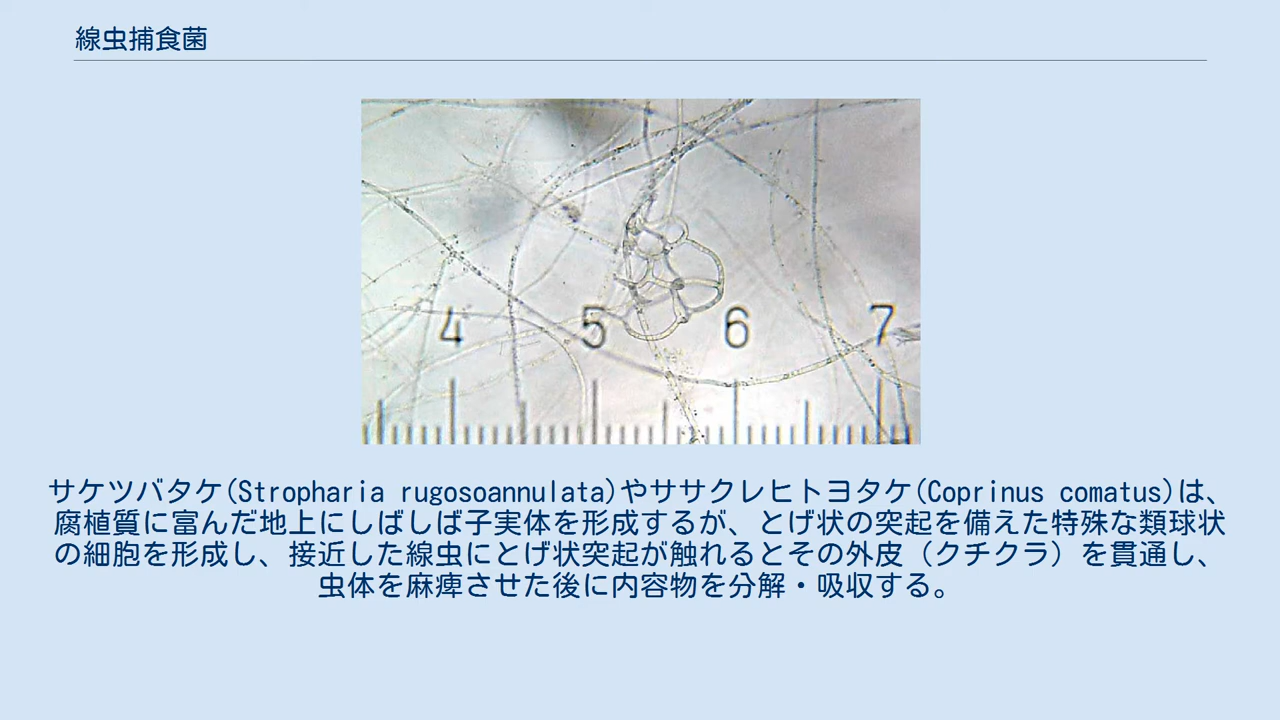 線虫捕食菌
4 5 6 7
サケツバタケ(Stropharia rugosoannulata)やササクレヒトヨタケ(Coprinus comatus)は、
腐植質に富んだ地上にしばしば子実体を形成するが、とげ状の突起を備えた特殊な類球状
の細胞を形成し、接近した線虫にとげ状突起が触れるとその外皮（クチクラ）を貫通し、
虫体を麻痺させた後に内容物を分解・吸収する。